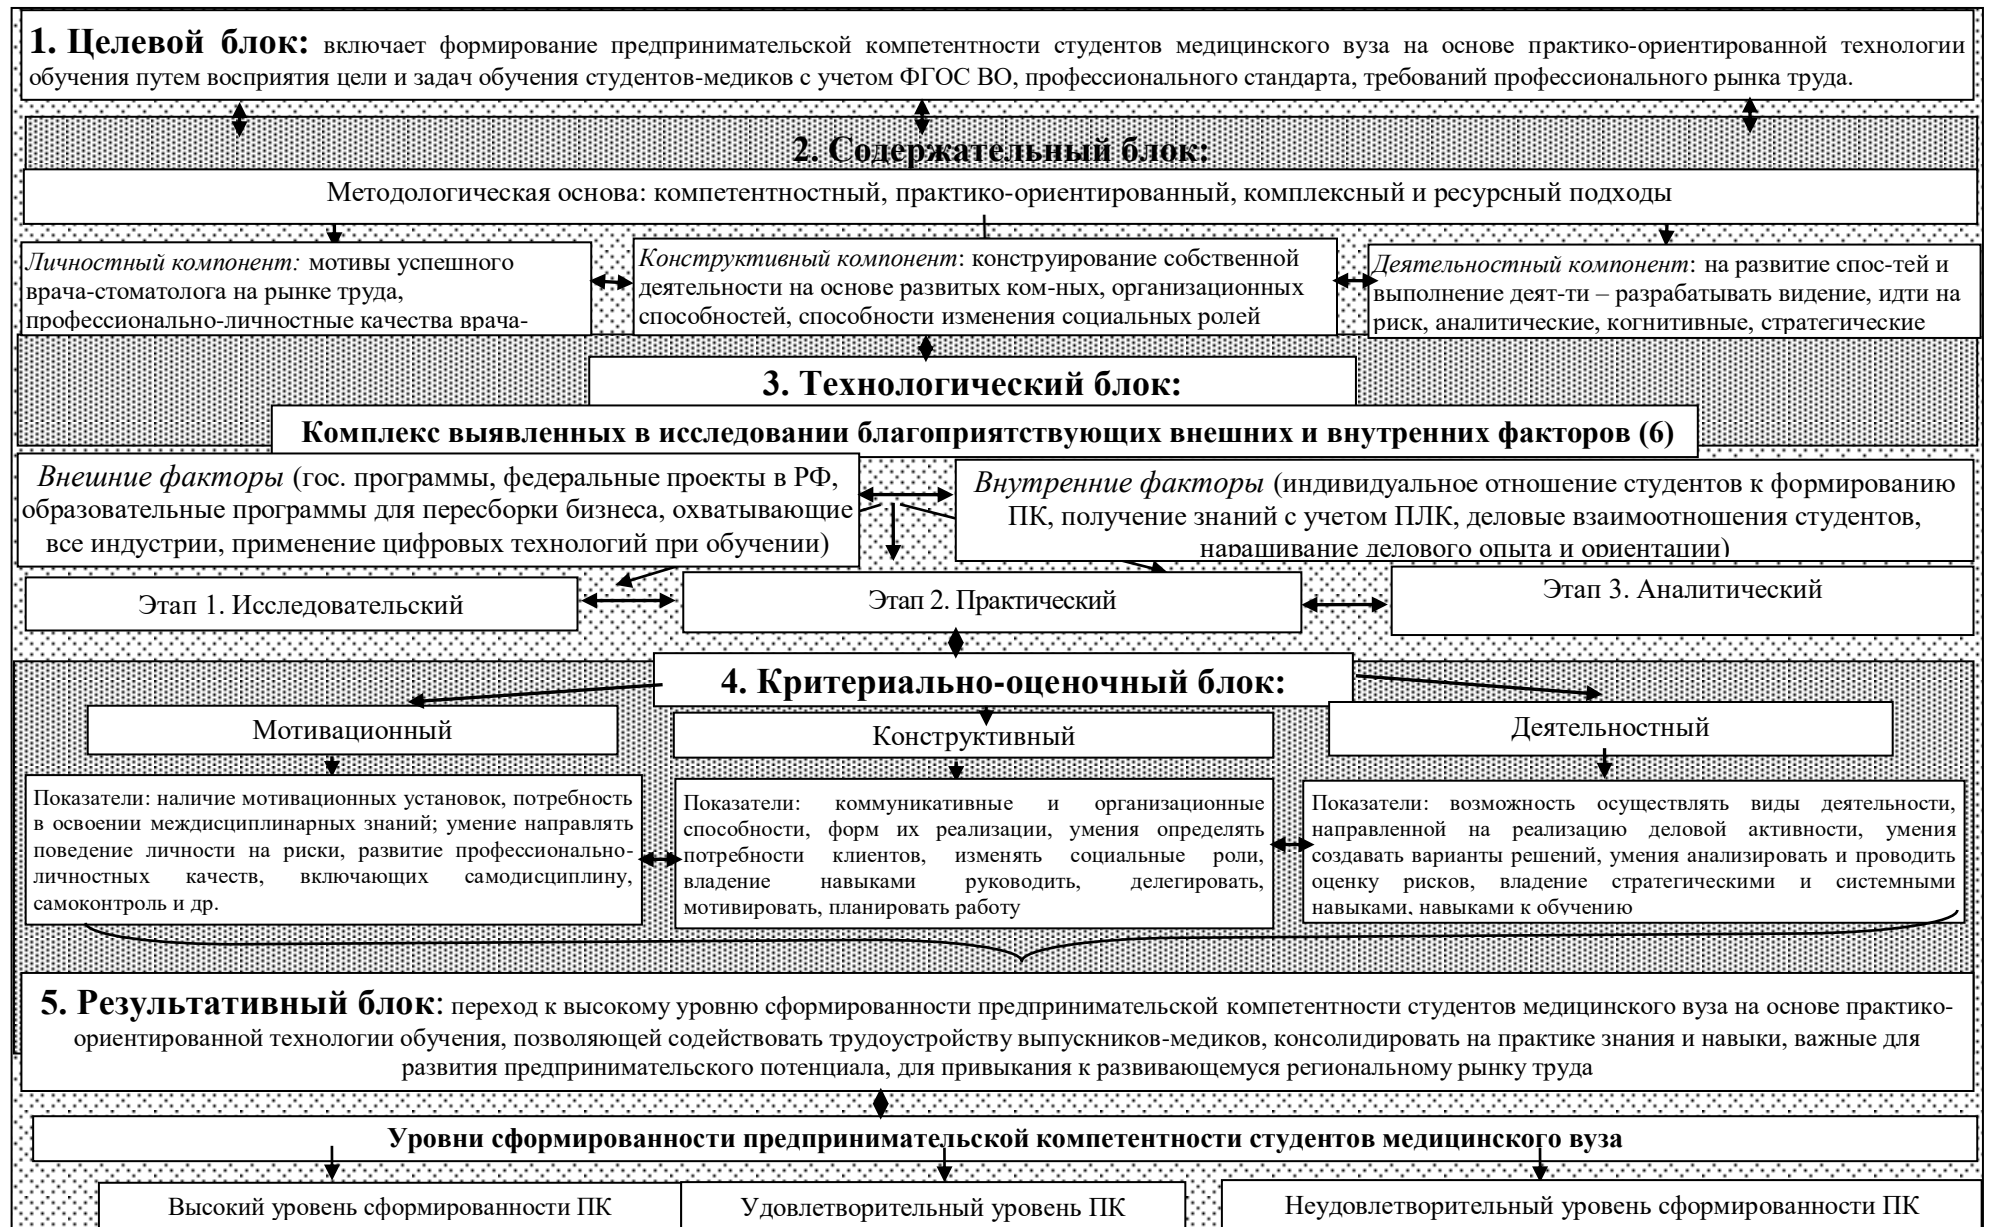 1. Целевой блок: включает формирование предпринимательской компетентности студентов медицинского вуза на основе практико-ориентированной технологии
обучения путем восприятия цели и задач обучения студентов-медиков с учетом ФГОС ВО, профессионального стандарта, требований профессионального рынка труда.
2. Содержательный блок:
Методологическая основа: компетентностный, практико-ориентированный, комплексный и ресурсный подходы
Личностный компонент: мотивы успешного
врача-стоматолога на рынке труда,
профессионально-личностные качества врача-
Конструктивный компонент: конструирование собственной
деятельности на основе развитых ком-ных, организационных
способностей, способности изменения социальных ролей
Деятельностный компонент: на развитие спос-тей и
выполнение деят-ти – разрабатывать видение, идти на
риск, аналитические, когнитивные, стратегические
3. Технологический блок:
Комплекс выявленных в исследовании благоприятствующих внешних и внутренних факторов (6)
Внешние факторы (гос. программы, федеральные проекты в РФ,
образовательные программы для пересборки бизнеса, охватывающие
все индустрии, применение цифровых технологий при обучении)
Внутренние факторы (индивидуальное отношение студентов к формированию
ПК, получение знаний с учетом ПЛК, деловые взаимоотношения студентов,
наращивание делового опыта и ориентации)
Этап 1. Исследовательский
Этап 2. Практический
Этап 3. Аналитический
4. Критериально-оценочный блок:
Мотивационный
Конструктивный
Деятельностный
Показатели: наличие мотивационных установок, потребность
в освоении междисциплинарных знаний; умение направлять
поведение личности на риски, развитие профессионально-
личностных качеств, включающих самодисциплину,
самоконтроль и др.
Показатели: коммуникативные и организационные
способности, форм их реализации, умения определять
потребности клиентов, изменять социальные роли,
владение навыками руководить, делегировать,
мотивировать, планировать работу
Показатели: возможность осуществлять виды деятельности,
направленной на реализацию деловой активности, умения
создавать варианты решений, умения анализировать и проводить
оценку рисков, владение стратегическими и системными
навыками, навыками к обучению
5. Результативный блок: переход к высокому уровню сформированности предпринимательской компетентности студентов медицинского вуза на основе практико-
ориентированной технологии обучения, позволяющей содействовать трудоустройству выпускников-медиков, консолидировать на практике знания и навыки, важные для
развития предпринимательского потенциала, для привыкания к развивающемуся региональному рынку труда
Уровни сформированности предпринимательской компетентности студентов медицинского вуза
Высокий уровень сформированности ПК
Удовлетворительный уровень ПК
Неудовлетворительный уровень сформированности ПК